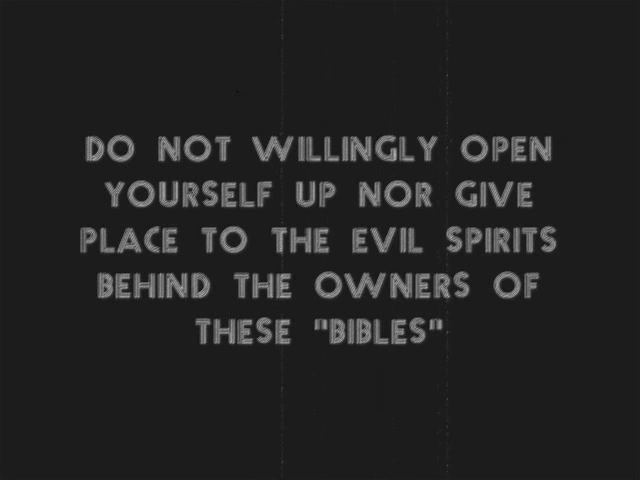 DO NOT WILLINGLY OPEN
YOURSELF UP NOR GIVE
PLACE TO THE EVIL SPIRITS
BEHIND THE OWNERS OF
THESE "BIBLES"